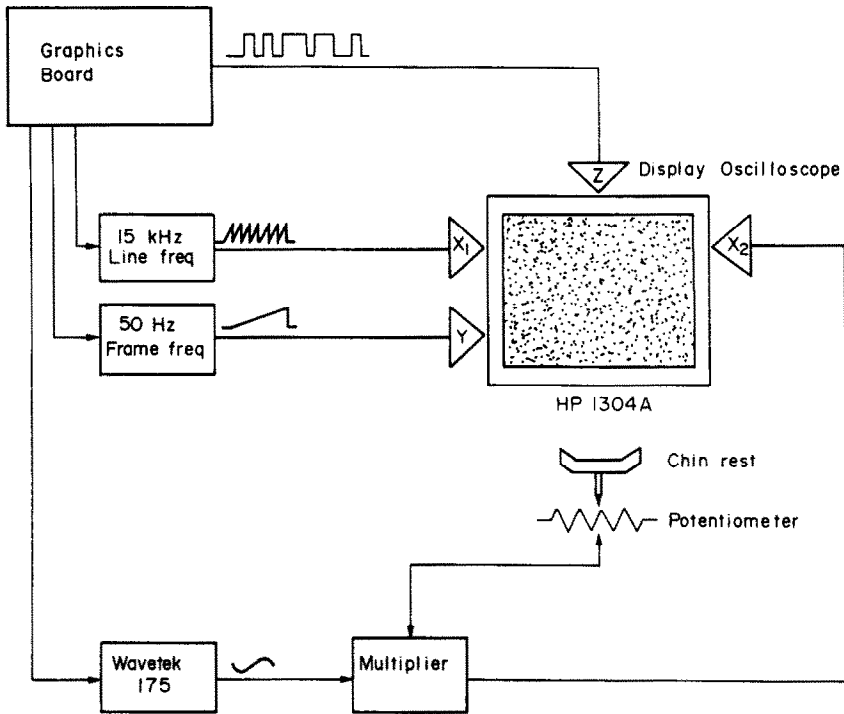 Graphics
Board
Z
Display Oscilloscope
15 kHz
Line freq
X1
X2
50 Hz
Frame freq
Y
HP 1304A
Chin rest
Potentiometer
Wavetek
175
Multiplier